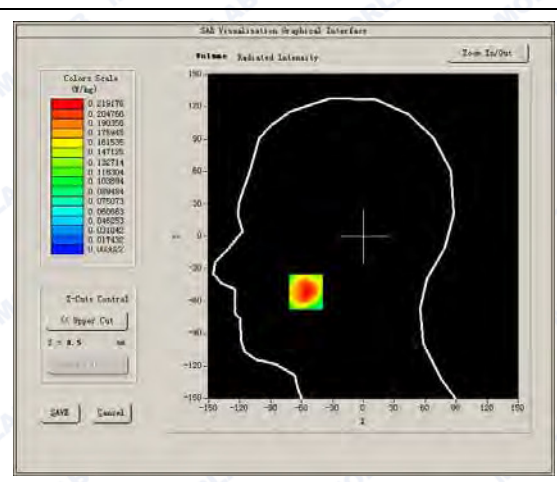 SAR Visualisation Graphical Interface
Volume Radiated Intensity
Zoom In/Out
Colors Scale
(W/kg)
0.219176
0.204766
0.190356
0.175945
0.161535
0.147125
0.132714
0.118304
0.103894
0.089484
0.075073
0.060663
0.046253
0.031842
0.017432
150
120
90
60
30
0
-30
-60
-90
-120
-150
-150 -120 -90 -60 -30 0 30 60 90 120 150
X
Z-Cuts Control
<< Upper Cut
Z = 8.5 mm
SAVE
Cancel